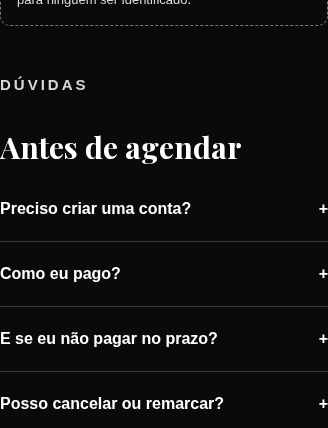 para ninguém ser identificado.
DÚVIDAS
Antes de agendar
Preciso criar uma conta? +
Como eu pago? +
E se eu não pagar no prazo? +
Posso cancelar ou remarcar? +